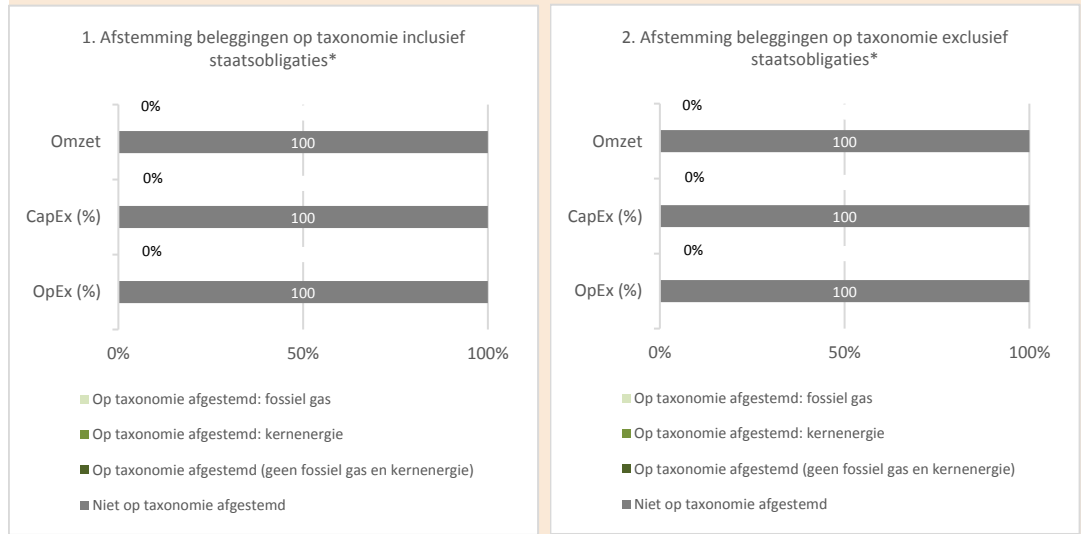 1. Afstemming beleggingen op taxonomie inclusief
staatsobligaties*
0%
Omzet
100
0%
CapEx (%)
100
0%
OpEx (%)
100
0%
50%
100%
Op taxonomie afgestemd: fossiel gas
Op taxonomie afgestemd: kernenergie
Op taxonomie afgestemd (geen fossiel gas en kernenergie)
Niet op taxonomie afgestemd
2. Afstemming beleggingen op taxonomie exclusief
staatsobligaties*
0%
Omzet
100
0%
CapEx (%)
100
0%
OpEx (%)
100
0%
50%
100%
Op taxonomie afgestemd: fossiel gas
Op taxonomie afgestemd: kernenergie
Op taxonomie afgestemd (geen fossiel gas en kernenergie)
Niet op taxonomie afgestemd